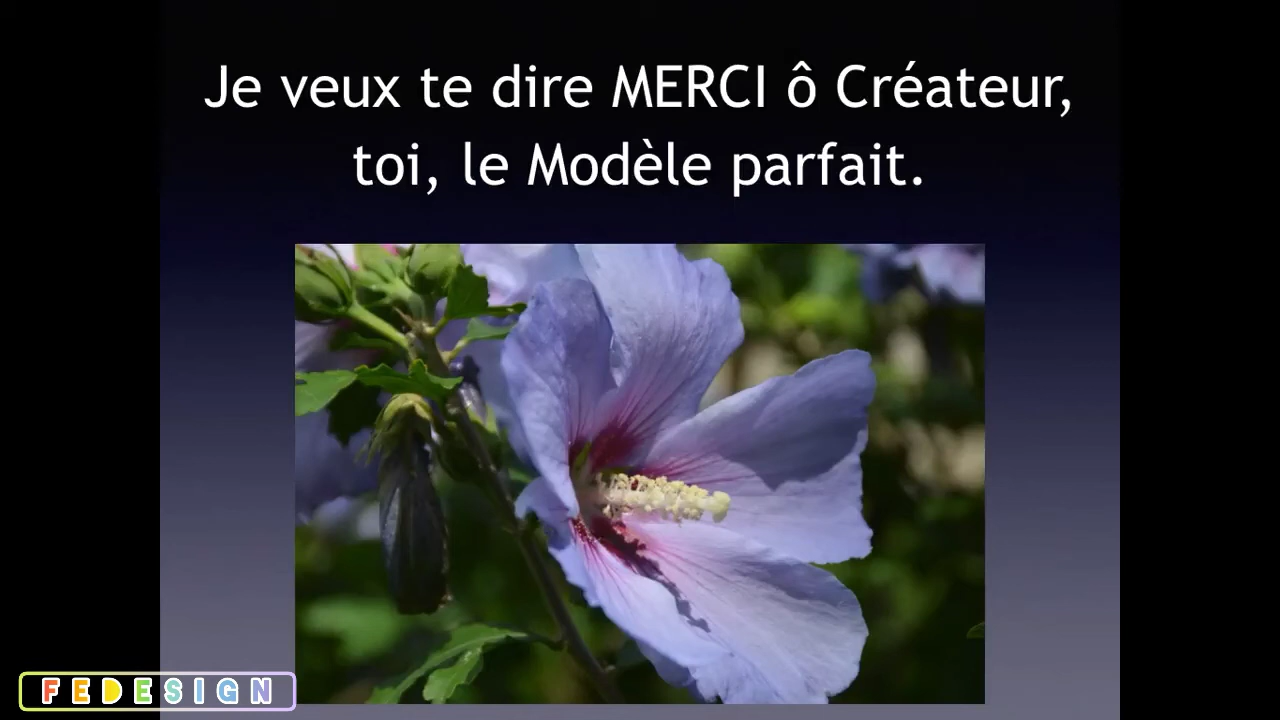 Je veux te dire MERCI ô Créateur,
toi, le Modèle parfait.
FEDESIGN